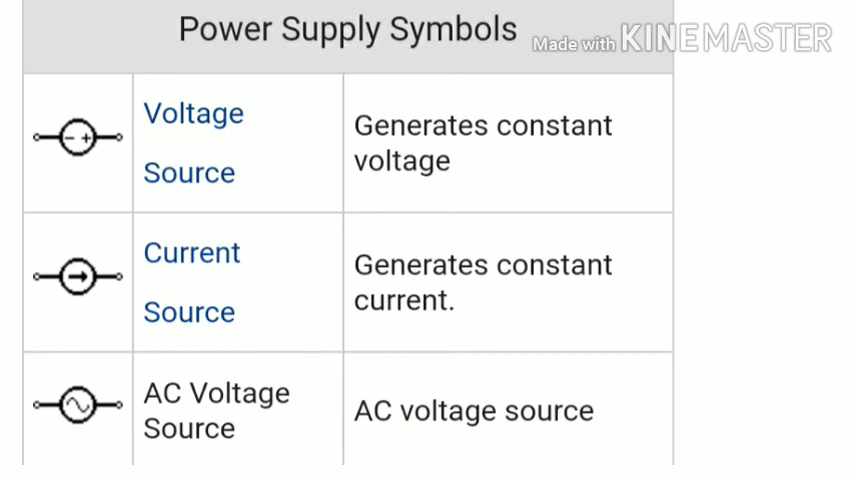 Power Supply Symbols
Made with KINEMASTER
Voltage
Source
Generates constant
voltage
Current
Source
Generates constant
current.
AC Voltage
Source
AC voltage source